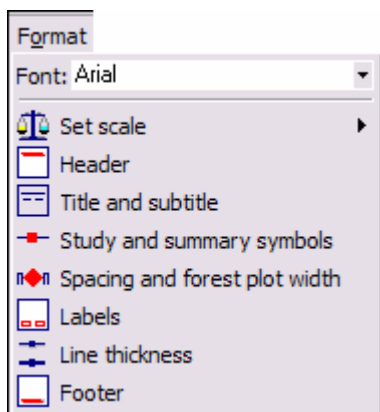 Format
Font: Arial
Set scale
Header
Title and subtitle
Study and summary symbols
Spacing and forest plot width
Labels
Line thickness
Footer